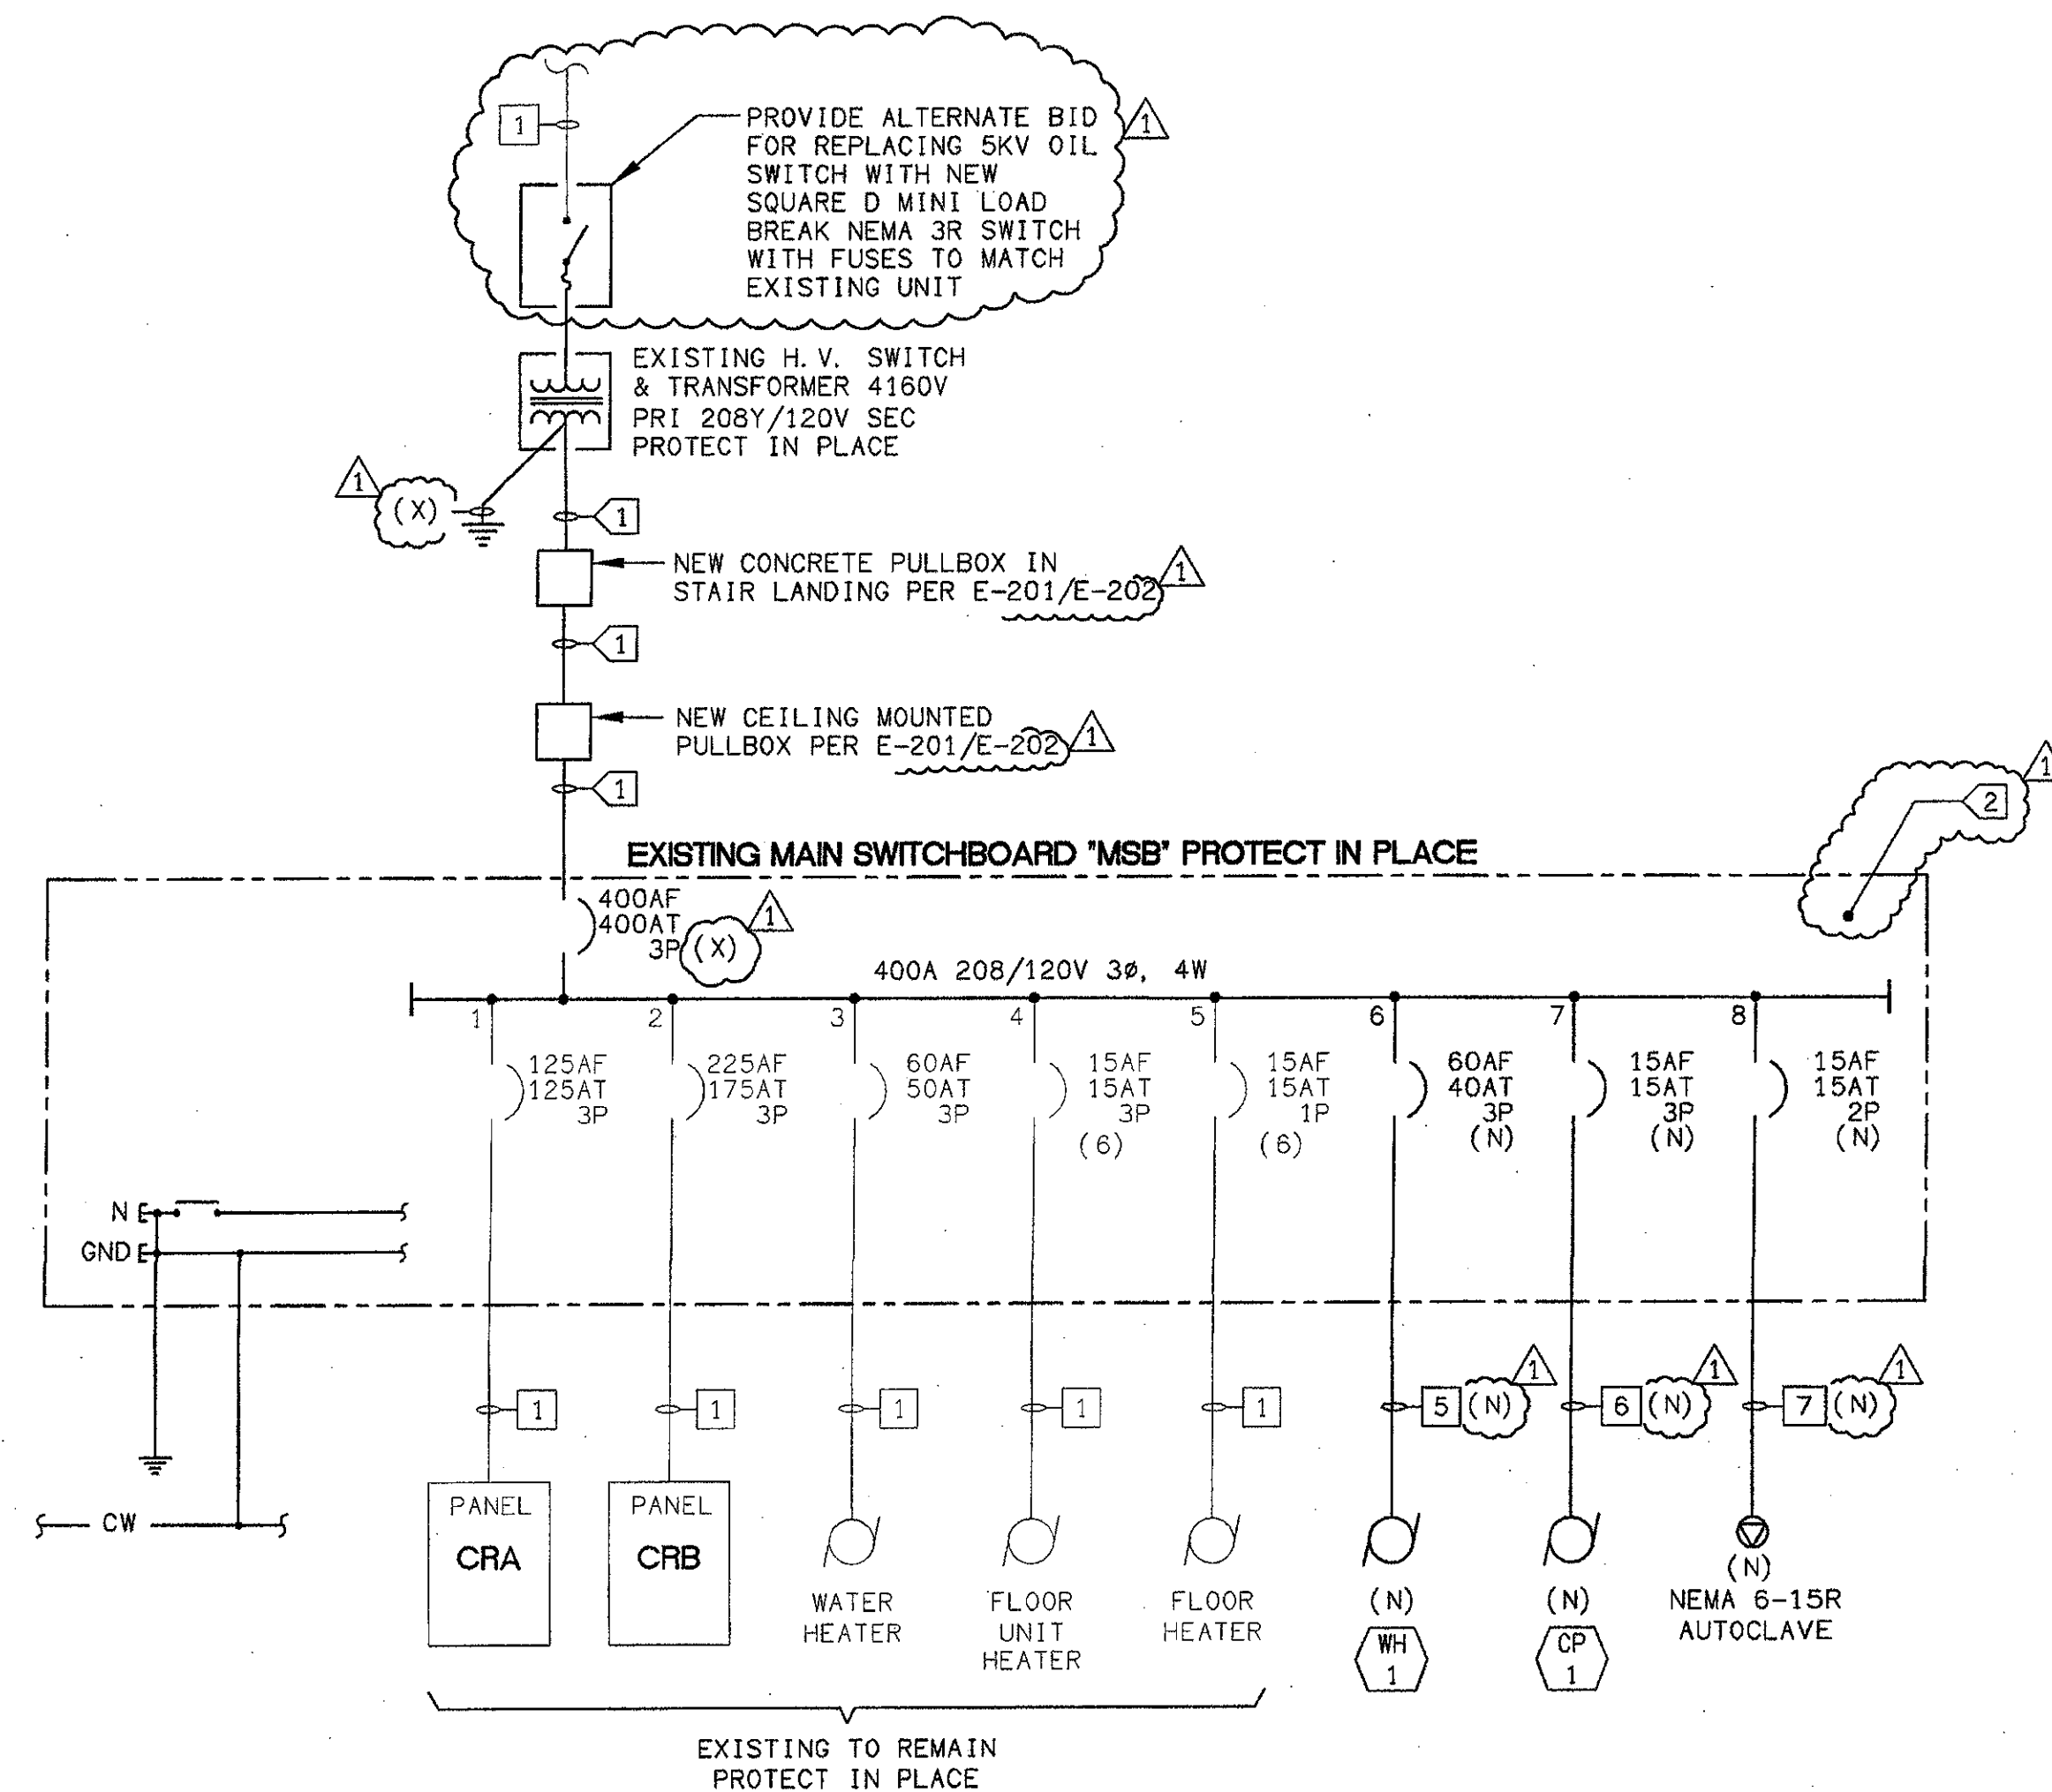 1
PROVIDE ALTERNATE BID
FOR REPLACING 5KV OIL
SWITCH WITH NEW
SQUARE D MINI LOAD
BREAK NEMA 3R SWITCH
WITH FUSES TO MATCH
EXISTING UNIT
1
EXISTING H.V. SWITCH
& TRANSFORMER 4160V
PRI 208Y/120V SEC
PROTECT IN PLACE
1
(X)
1
NEW CONCRETE PULLBOX IN
STAIR LANDING PER E-201/E-202
1
1
NEW CEILING MOUNTED
PULLBOX PER E-201/E-202
1
1
1
2
EXISTING MAIN SWITCHBOARD "MSB" PROTECT IN PLACE
400AF
400AT
3P
(X)
1
400A 208/120V 3ø, 4W
1
125AF
125AT
3P
2
225AF
175AT
3P
3
60AF
50AT
3P
4
15AF
15AT
3P
(6)
5
15AF
15AT
1P
(6)
6
60AF
40AT
3P
(N)
7
15AF
15AT
3P
(N)
8
15AF
15AT
2P
(N)
N
GND
CW
1
1
1
1
1
5 (N)
1
6 (N)
1
7 (N)
1
PANEL
CRA
PANEL
CRB
WATER
HEATER
FLOOR
UNIT
HEATER
FLOOR
HEATER
(N)
WH
1
(N)
CP
1
(N)
NEMA 6-15R
AUTOCLAVE
EXISTING TO REMAIN
PROTECT IN PLACE